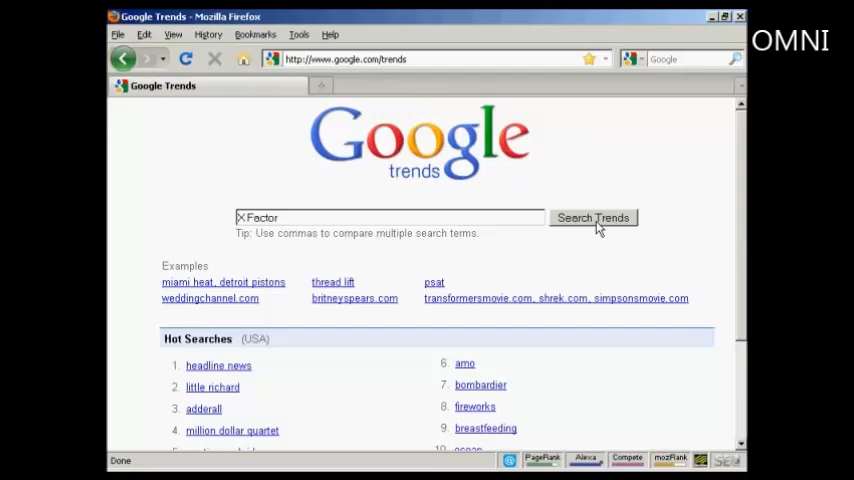 Google Trends - Mozilla Firefox
OMNI
File Edit View History Bookmarks Tools Help
http://www.google.com/trends
Google
Google Trends
Google
trends
X Factor
Search Trends
Tip: Use commas to compare multiple search terms.
Examples
miami heat, detroit pistons thread lift psat
weddingchannel.com britneyspears.com transformersmovie.com, shrek.com, simpsonsmovie.com
Hot Searches (USA)
1. headline news
2. little richard
3. adderall
4. million dollar quartet
6. amo
7. bombardier
8. fireworks
9. breastfeeding
Done PageRank Alexa Compete mozRank